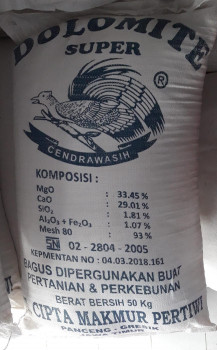 DOLOMITE
SUPER
®
CENDRAWASIH
KOMPOSISI :
MgO : 33.45 %
CaO : 29.01 %
SiO₂ : 1.81 %
Al₂O₃ + Fe₂O₃ : 1.07 %
Mesh 80 : 93 %
SNI 02 - 2804 - 2005
KEPMENTAN NO : 04.03.2018.161
BAGUS DIPERGUNAKAN BUAT
PERTANIAN & PERKEBUNAN
BERAT BERSIH 50 Kg
CIPTA MAKMUR PERTIWI
PANCENG - GRESIK
JAWA TIMUR